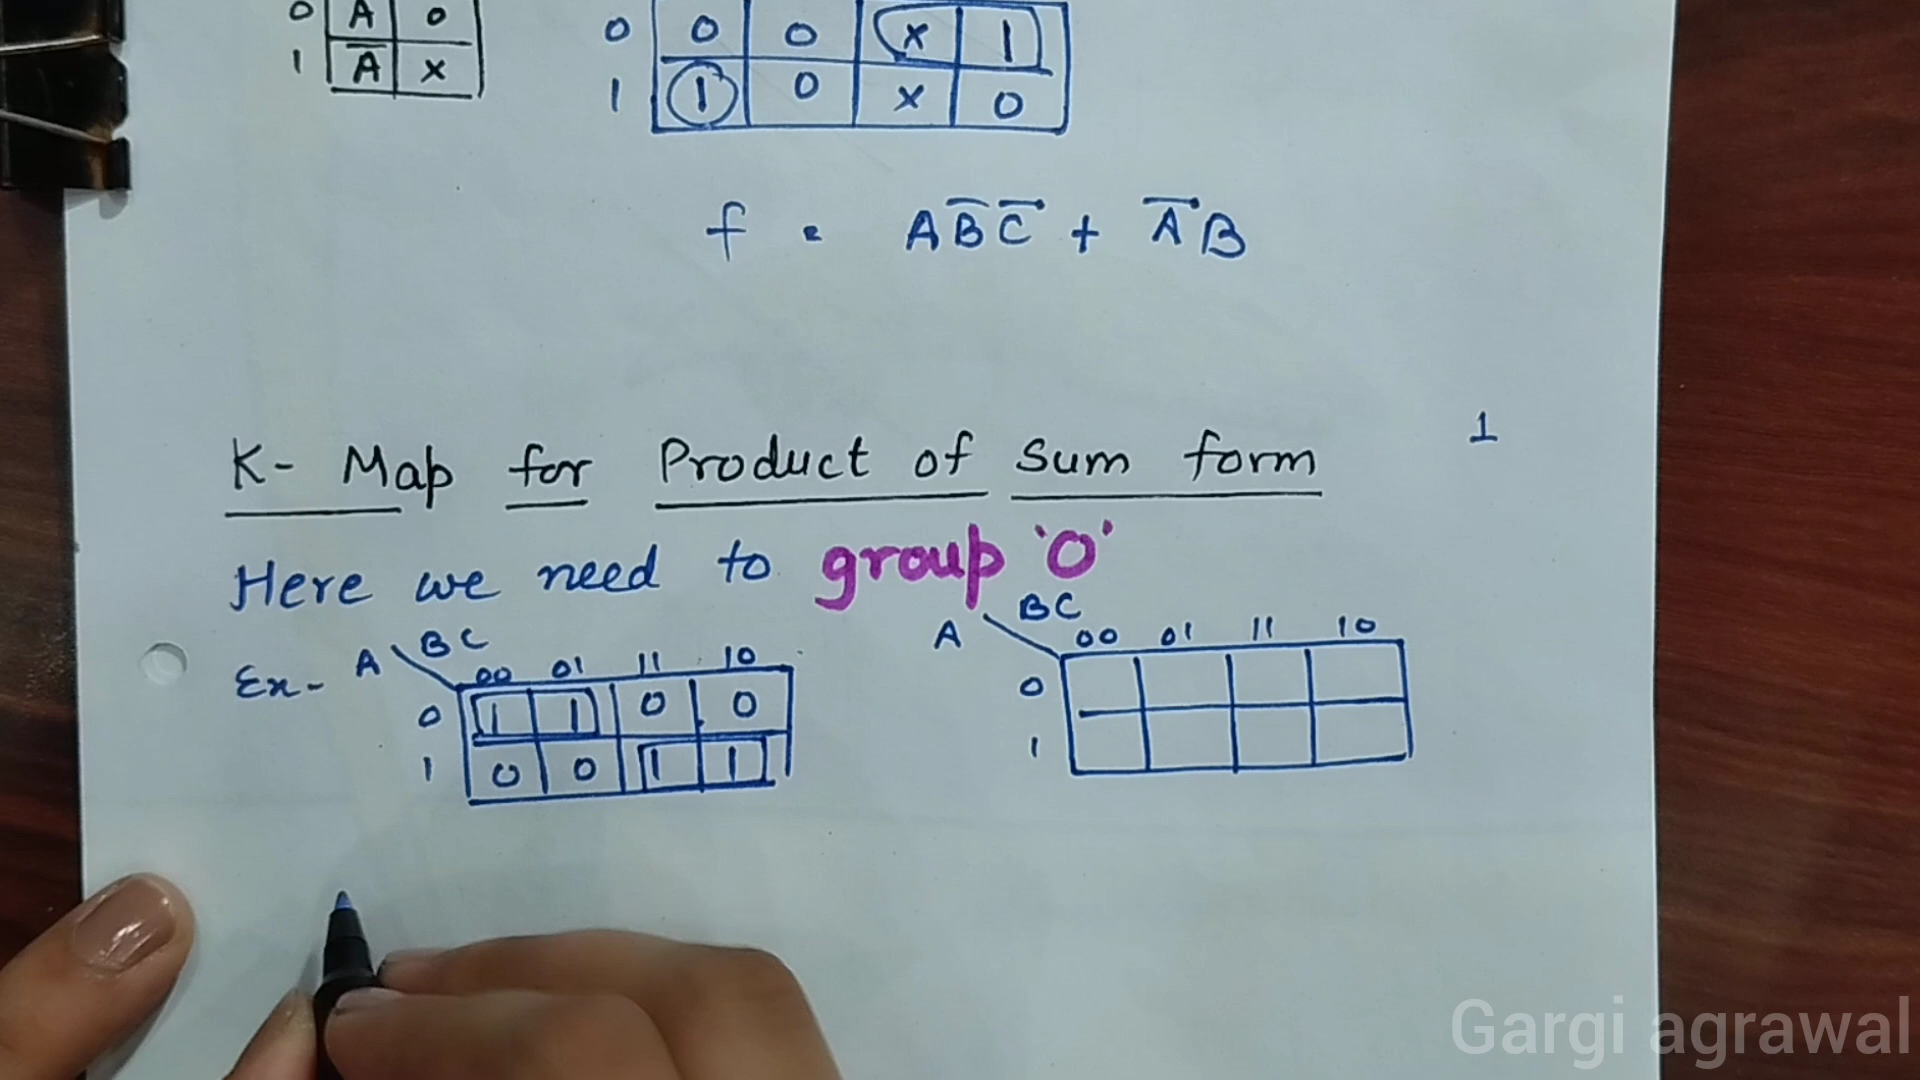 0 A 0
1 A̅ x
0 0 0 x 1
1 1 0 x 0
f = A B̅ C̅ + A̅ B
K- Map for Product of Sum form 1
Here we need to group '0'
Ex- A BC
00 01 11 10
0 1 1 0 0
1 0 0 1 1
A BC
00 01 11 10
0
1
Gargi agrawal